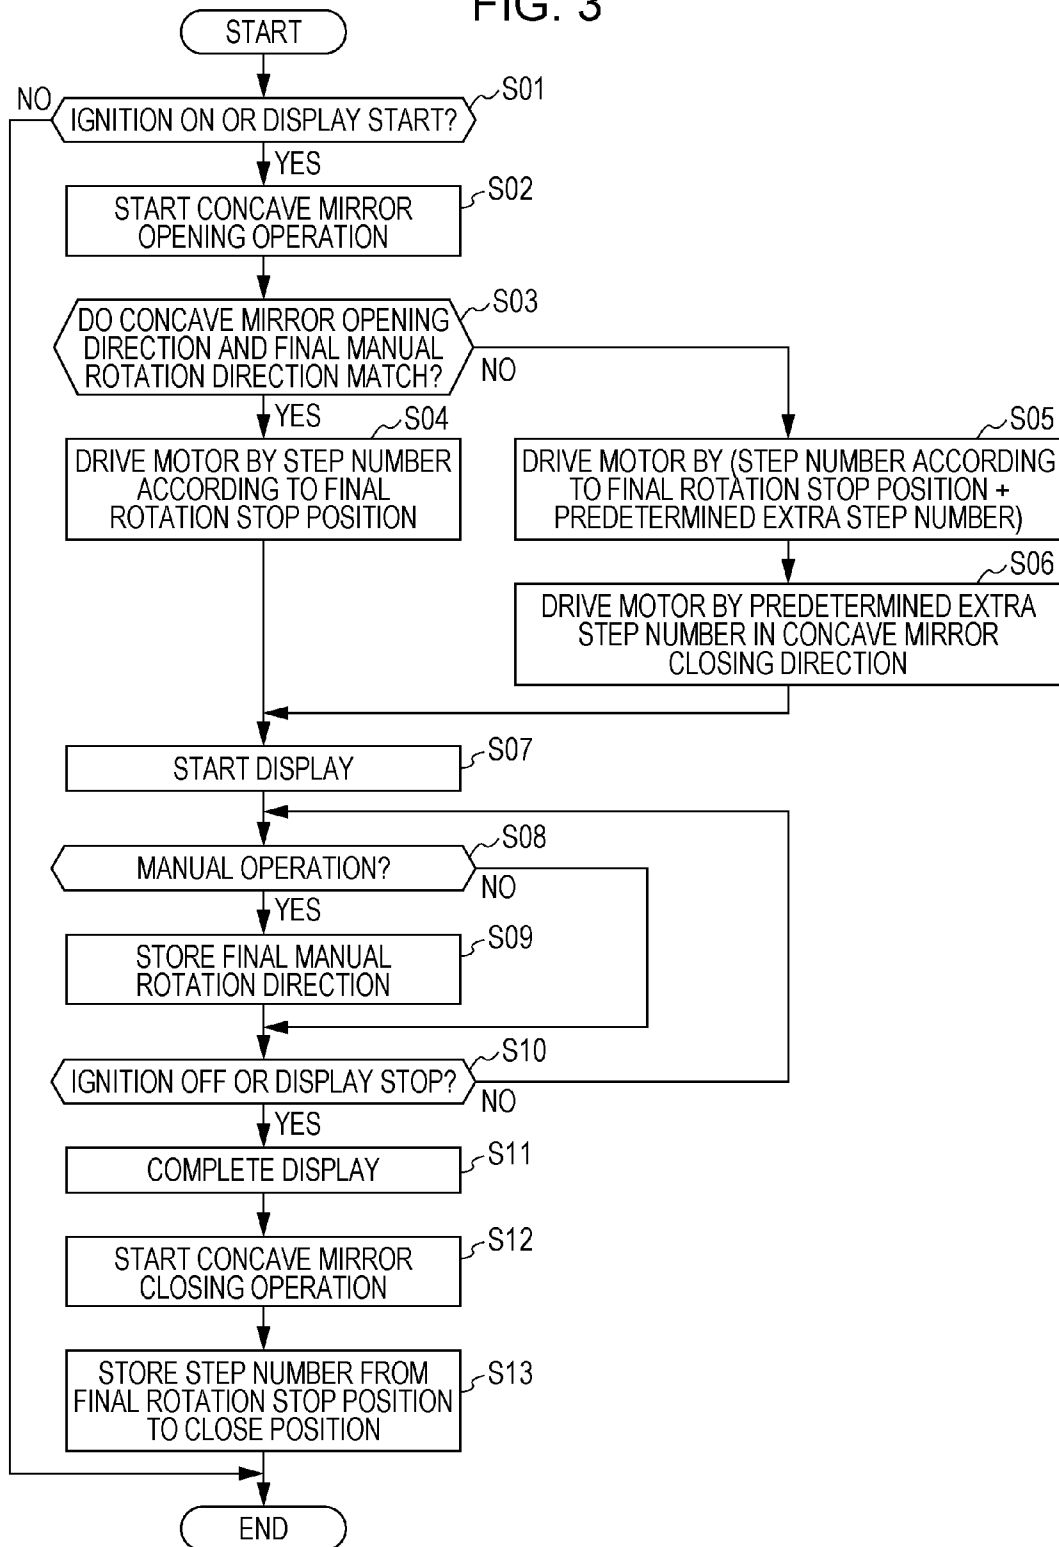 FIG. 3
START
NO
S01
IGNITION ON OR DISPLAY START?
YES
S02
START CONCAVE MIRROR
OPENING OPERATION
S03
DO CONCAVE MIRROR OPENING
DIRECTION AND FINAL MANUAL
ROTATION DIRECTION MATCH?
NO
YES
S04
DRIVE MOTOR BY STEP NUMBER
ACCORDING TO FINAL
ROTATION STOP POSITION
S05
DRIVE MOTOR BY (STEP NUMBER ACCORDING
TO FINAL ROTATION STOP POSITION +
PREDETERMINED EXTRA STEP NUMBER)
S06
DRIVE MOTOR BY PREDETERMINED EXTRA
STEP NUMBER IN CONCAVE MIRROR
CLOSING DIRECTION
S07
START DISPLAY
S08
MANUAL OPERATION?
NO
YES
S09
STORE FINAL MANUAL
ROTATION DIRECTION
S10
IGNITION OFF OR DISPLAY STOP?
NO
YES
S11
COMPLETE DISPLAY
S12
START CONCAVE MIRROR
CLOSING OPERATION
S13
STORE STEP NUMBER FROM
FINAL ROTATION STOP POSITION
TO CLOSE POSITION
END